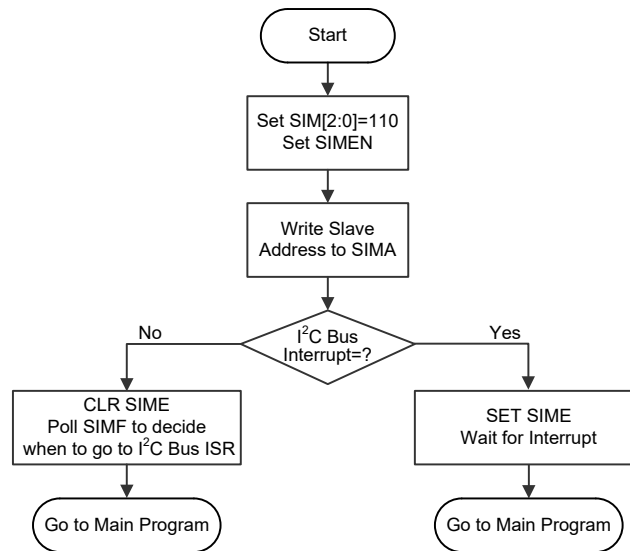 Start
Set SIM[2:0]=110
Set SIMEN
Write Slave
Address to SIMA
I²C Bus
Interrupt=?
No
Yes
CLR SIME
Poll SIMF to decide
when to go to I²C Bus ISR
SET SIME
Wait for Interrupt
Go to Main Program
Go to Main Program